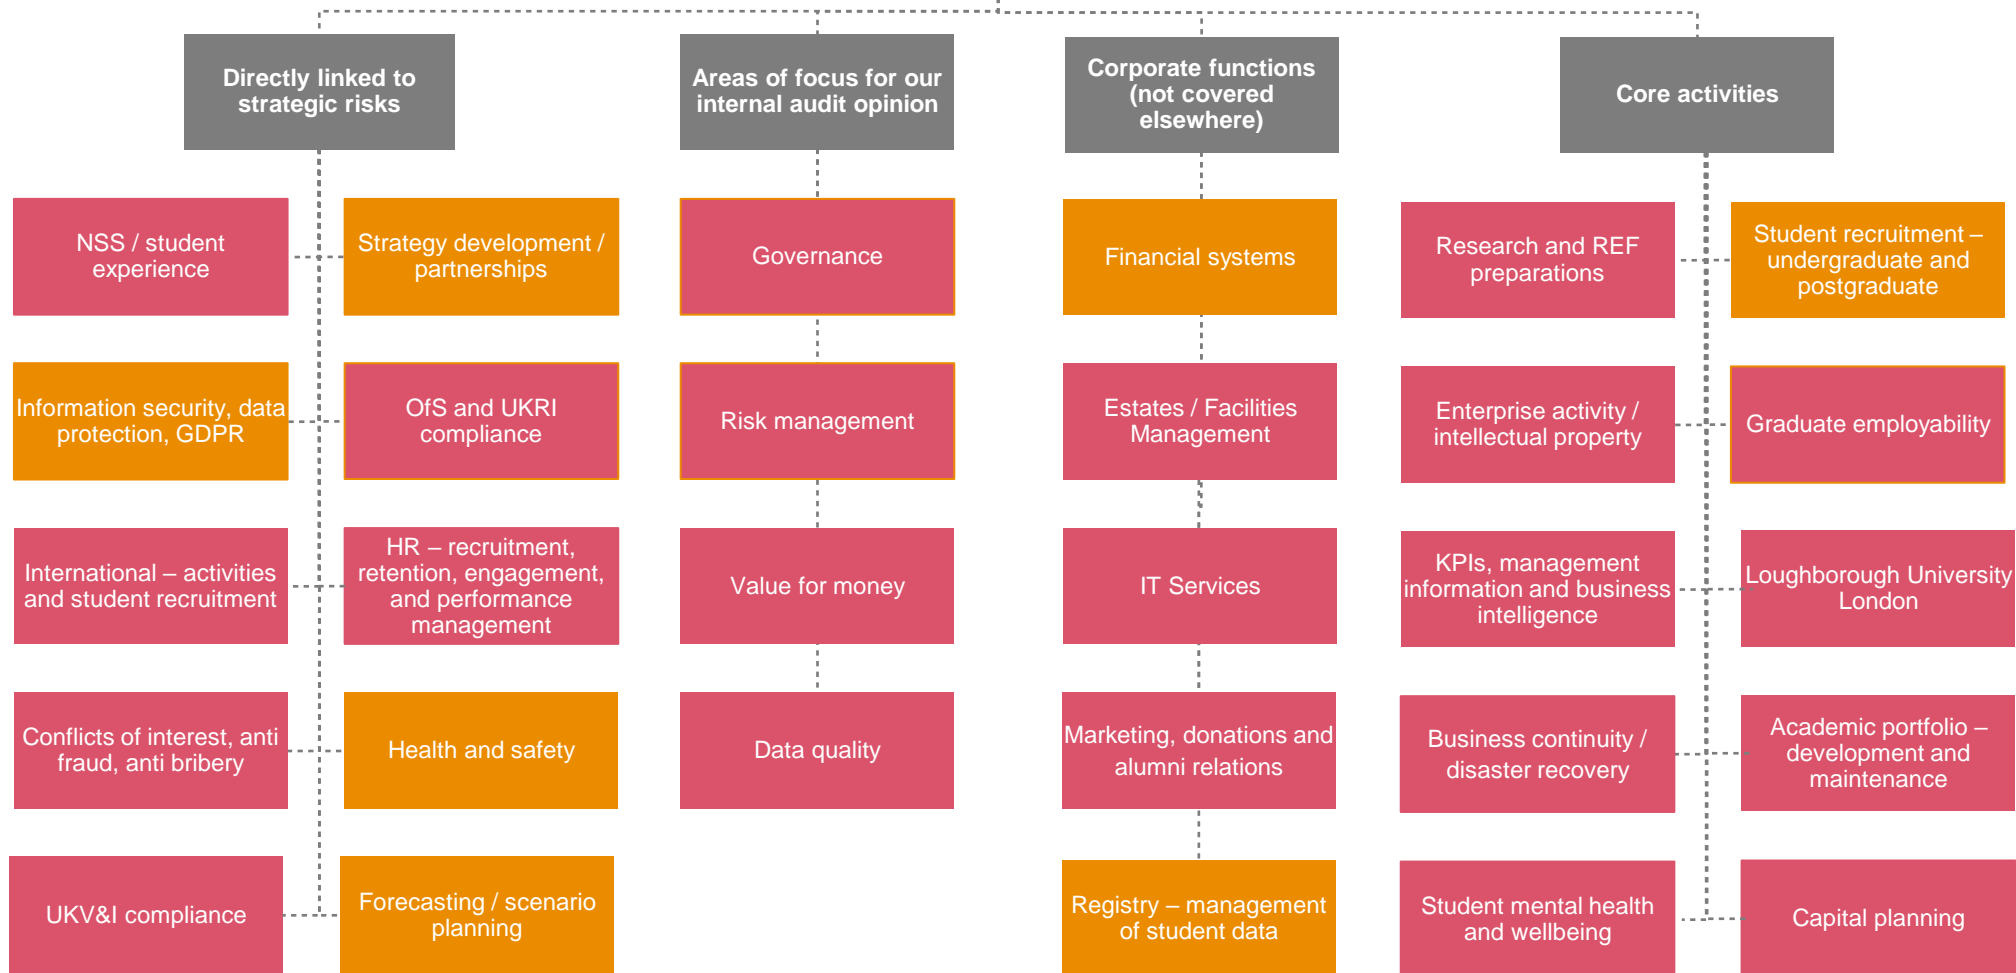 Directly linked to
strategic risks
Areas of focus for our
internal audit opinion
Corporate functions
(not covered
elsewhere)
Core activities
NSS / student
experience
Strategy development /
partnerships
Governance
Financial systems
Research and REF
preparations
Student recruitment –
undergraduate and
postgraduate
Information security, data
protection, GDPR
OfS and UKRI
compliance
Risk management
Estates / Facilities
Management
Enterprise activity /
intellectual property
Graduate employability
International – activities
and student recruitment
HR – recruitment,
retention, engagement,
and performance
management
Value for money
IT Services
KPIs, management
information and business
intelligence
Loughborough University
London
Conflicts of interest, anti
fraud, anti bribery
Health and safety
Data quality
Marketing, donations and
alumni relations
Business continuity /
disaster recovery
Academic portfolio –
development and
maintenance
UKV&I compliance
Forecasting / scenario
planning
Registry – management
of student data
Student mental health
and wellbeing
Capital planning